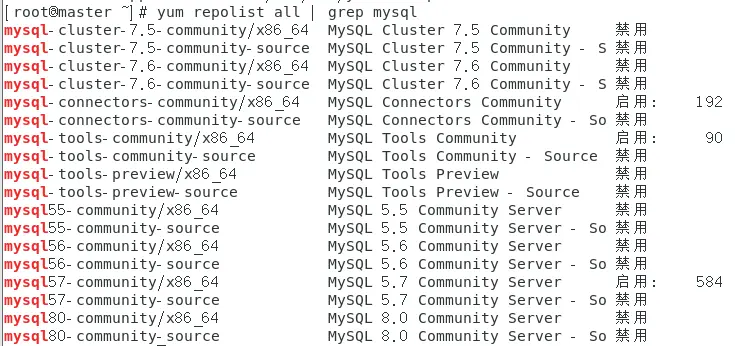 [root@master ~]# yum repolist all | grep mysql
mysql-cluster-7.5-community/x86_64 MySQL Cluster 7.5 Community 禁用
mysql-cluster-7.5-community-source MySQL Cluster 7.5 Community - S 禁用
mysql-cluster-7.6-community/x86_64 MySQL Cluster 7.6 Community 禁用
mysql-cluster-7.6-community-source MySQL Cluster 7.6 Community - S 禁用
mysql-connectors-community/x86_64 MySQL Connectors Community 启用: 192
mysql-connectors-community-source MySQL Connectors Community - So 禁用
mysql-tools-community/x86_64 MySQL Tools Community 启用: 90
mysql-tools-community-source MySQL Tools Community - Source 禁用
mysql-tools-preview/x86_64 MySQL Tools Preview 禁用
mysql-tools-preview-source MySQL Tools Preview - Source 禁用
mysql55-community/x86_64 MySQL 5.5 Community Server 禁用
mysql55-community-source MySQL 5.5 Community Server - So 禁用
mysql56-community/x86_64 MySQL 5.6 Community Server 禁用
mysql56-community-source MySQL 5.6 Community Server - So 禁用
mysql57-community/x86_64 MySQL 5.7 Community Server 启用: 584
mysql57-community-source MySQL 5.7 Community Server - So 禁用
mysql80-community/x86_64 MySQL 8.0 Community Server 禁用
mysql80-community-source MySQL 8.0 Community Server - So 禁用